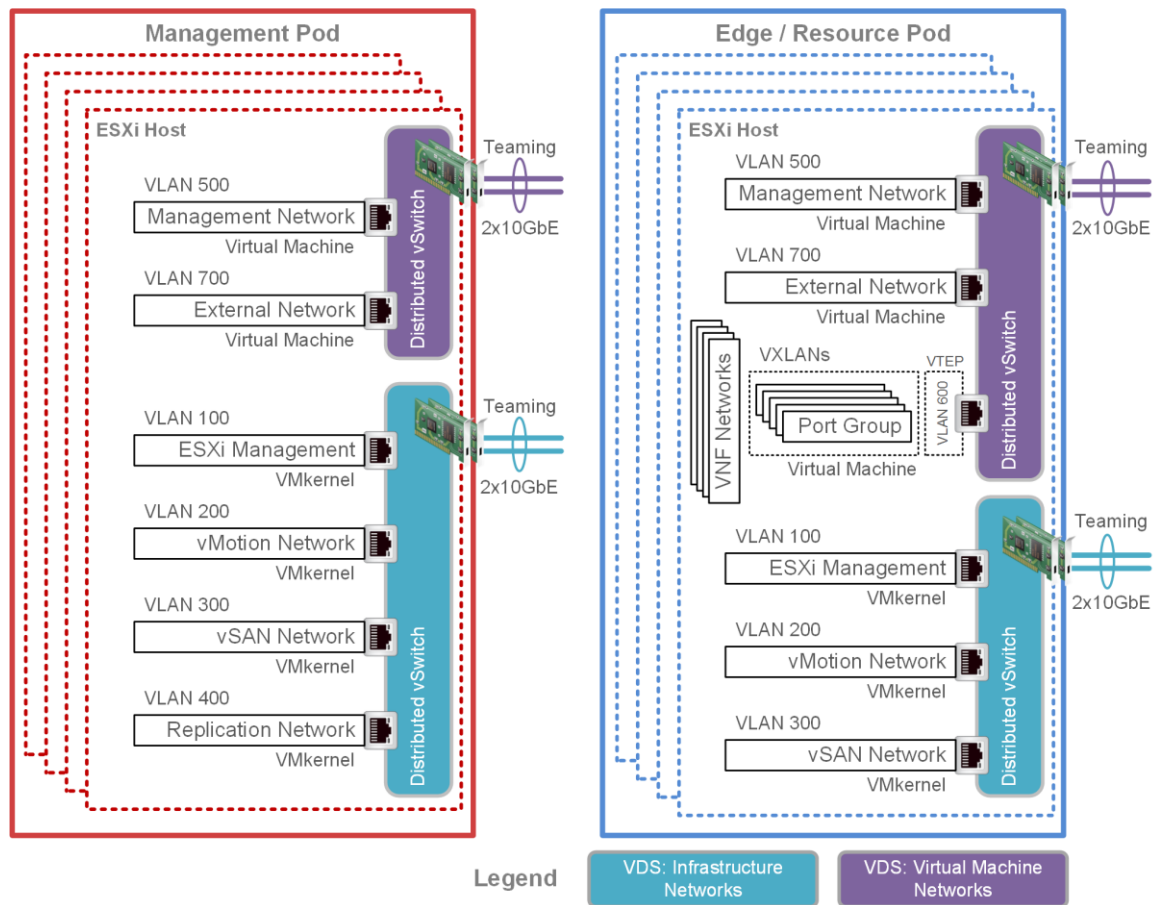 Management Pod
ESXi Host
Teaming
2x10GbE
VLAN 500
Management Network
Virtual Machine
VLAN 700
External Network
Virtual Machine
Distributed vSwitch
Teaming
2x10GbE
VLAN 100
ESXi Management
VMkernel
VLAN 200
vMotion Network
VMkernel
VLAN 300
vSAN Network
VMkernel
VLAN 400
Replication Network
VMkernel
Distributed vSwitch
Edge / Resource Pod
ESXi Host
Teaming
2x10GbE
VLAN 500
Management Network
Virtual Machine
VLAN 700
External Network
Virtual Machine
VNF Networks
VXLANs
Port Group
Virtual Machine
VTEP
VLAN 600
Distributed vSwitch
Teaming
2x10GbE
VLAN 100
ESXi Management
VMkernel
VLAN 200
vMotion Network
VMkernel
VLAN 300
vSAN Network
VMkernel
Distributed vSwitch
Legend
VDS: Infrastructure
Networks
VDS: Virtual Machine
Networks